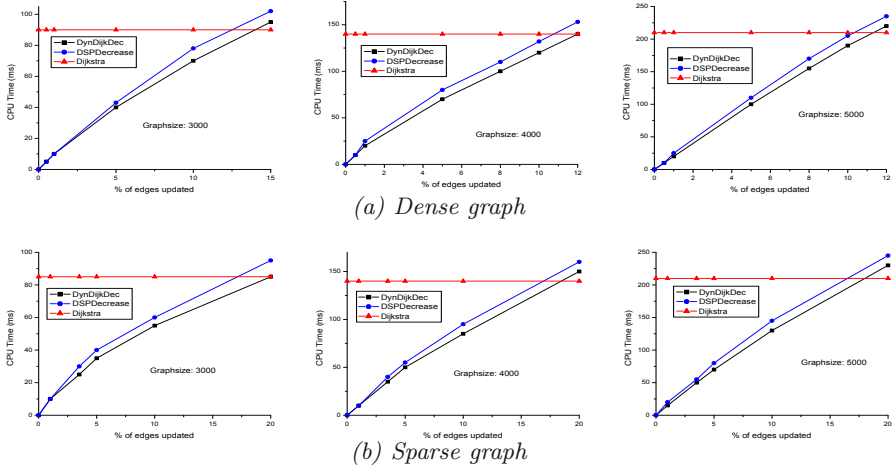 CPU Time (ms)
100
80
60
40
20
0
DynDijkDec
DSPDecrease
Dijkstra
Graphsize: 3000
0 5 10 15
% of edges updated
CPU Time (ms)
150
100
50
0
DynDijkDec
DSPDecrease
Dijkstra
Graphsize: 4000
0 2 4 6 8 10 12
% of edges updated
CPU Time (ms)
250
200
150
100
50
0
DynDijkDec
DSPDecrease
Dijkstra
Graphsize: 5000
0 2 4 6 8 10 12
% of edges updated
(a) Dense graph
CPU Time (ms)
100
80
60
40
20
0
DynDijkDec
DSPDecrease
Dijkstra
Graphsize: 3000
0 5 10 15 20
% of edges updated
CPU Time (ms)
150
100
50
0
DynDijkDec
DSPDecrease
Dijkstra
Graphsize: 4000
0 5 10 15 20
% of edges updated
CPU Time (ms)
250
200
150
100
50
0
DynDijkDec
DSPDecrease
Dijkstra
Graphsize: 5000
0 5 10 15 20
% of edges updated
(b) Sparse graph